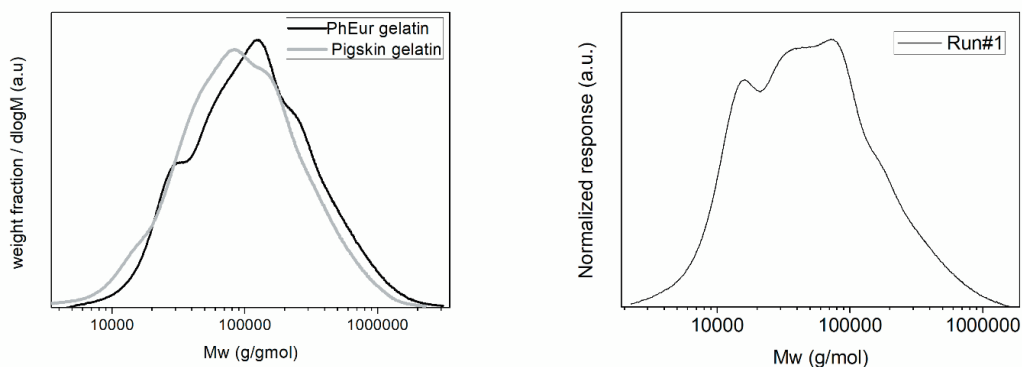 PhEur gelatin
Pigskin gelatin
weight fraction / dlogM (a.u)
10000
100000
1000000
Mw (g/gmol)
Run#1
Normalized response (a.u.)
10000
100000
1000000
Mw (g/mol)